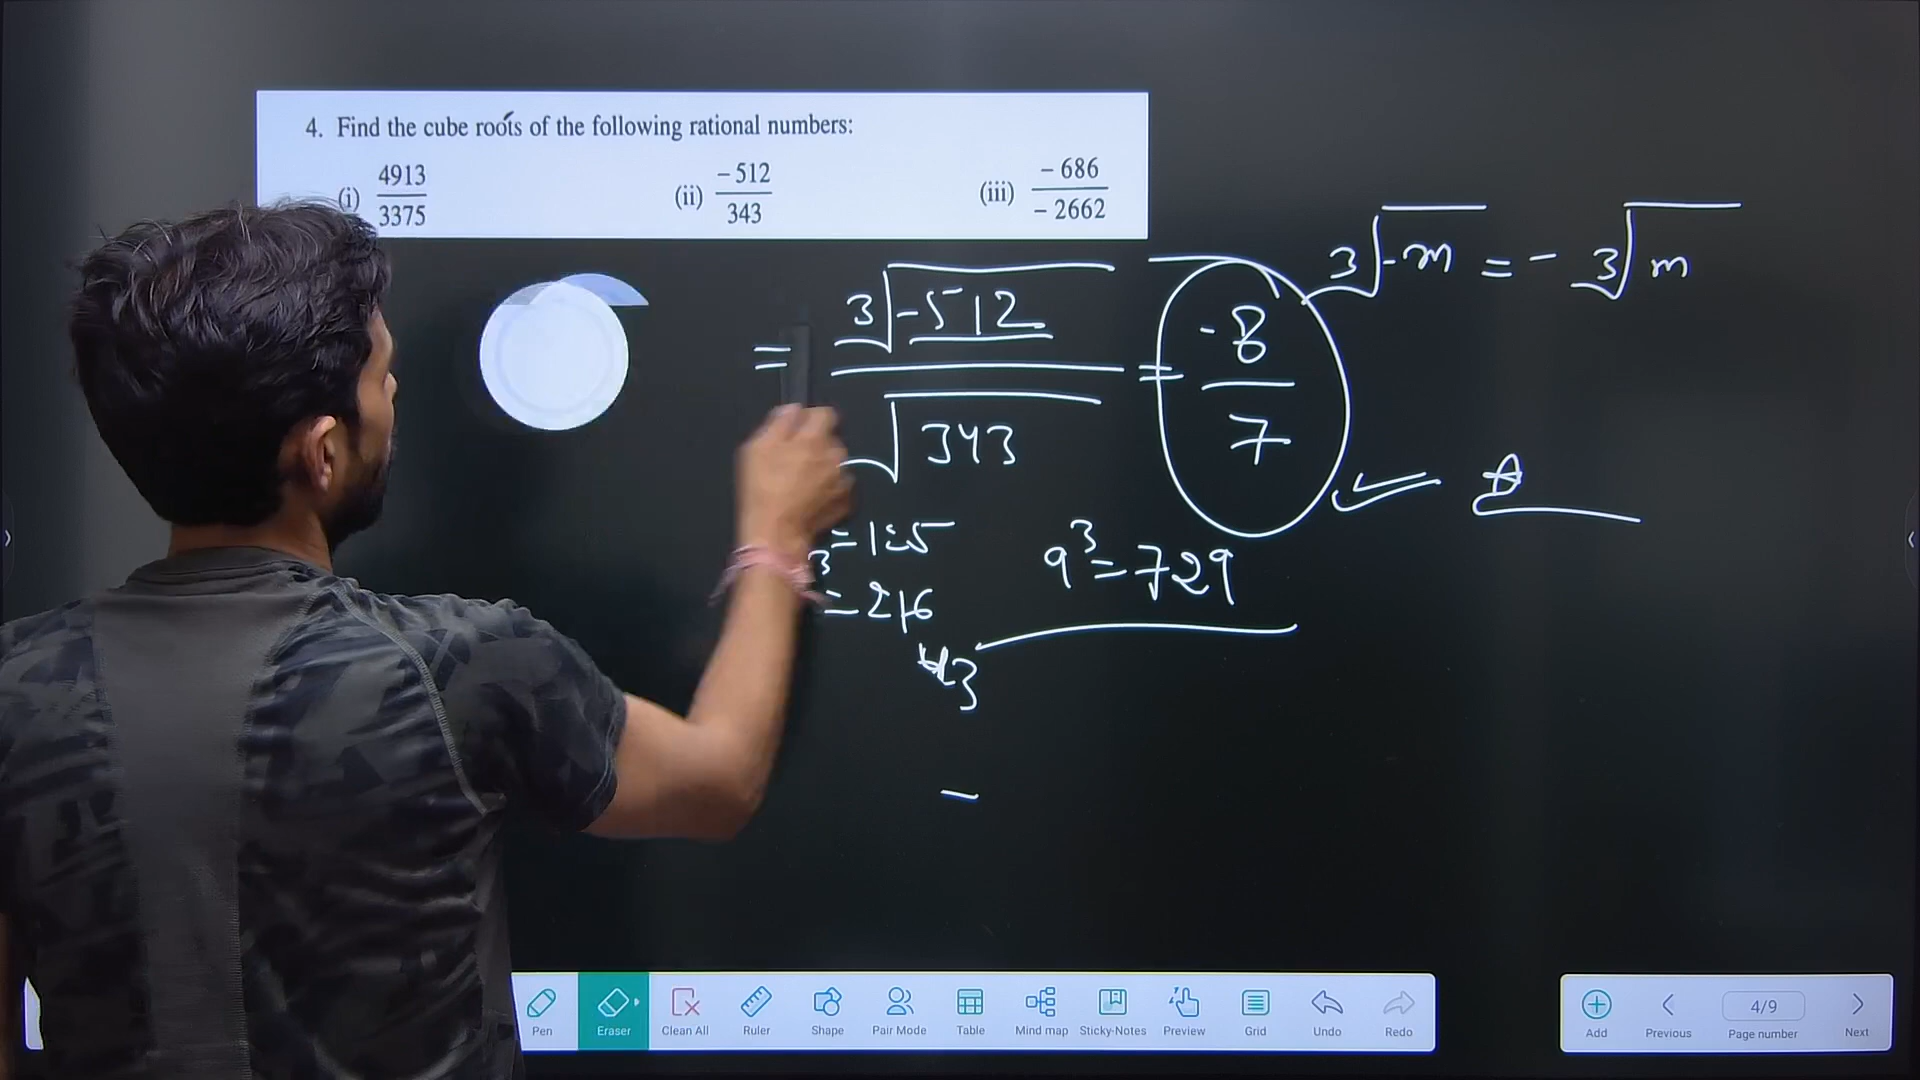 4. Find the cube roots of the following rational numbers:
(i) 4913/3375 (ii) -512/343 (iii) -686/-2662
= ∛-512 / √343 = -8/7
3√-m = - 3√m
3 = 125
= 216
9³ = 729
3
—
Pen Eraser Clean All Ruler Shape Pair Mode Table Mind map Sticky-Notes Preview Grid Undo Redo
Add Previous 4/9 Page number Next